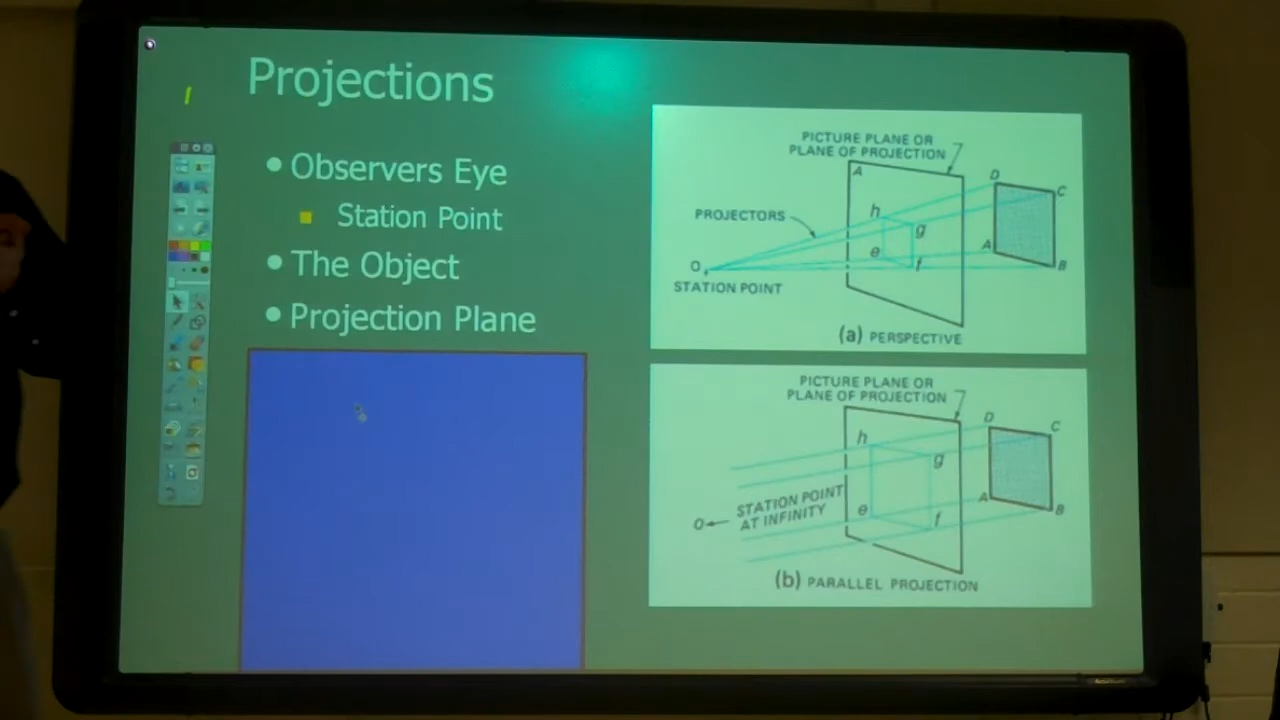 Projections
Observers Eye
Station Point
The Object
Projection Plane
PICTURE PLANE OR
PLANE OF PROJECTION
A
D
C
PROJECTORS
h
g
e
f
A
B
O
STATION POINT
(a) PERSPECTIVE
PICTURE PLANE OR
PLANE OF PROJECTION
D
C
h
g
A
B
STATION POINT
AT INFINITY
O
e
f
(b) PARALLEL PROJECTION